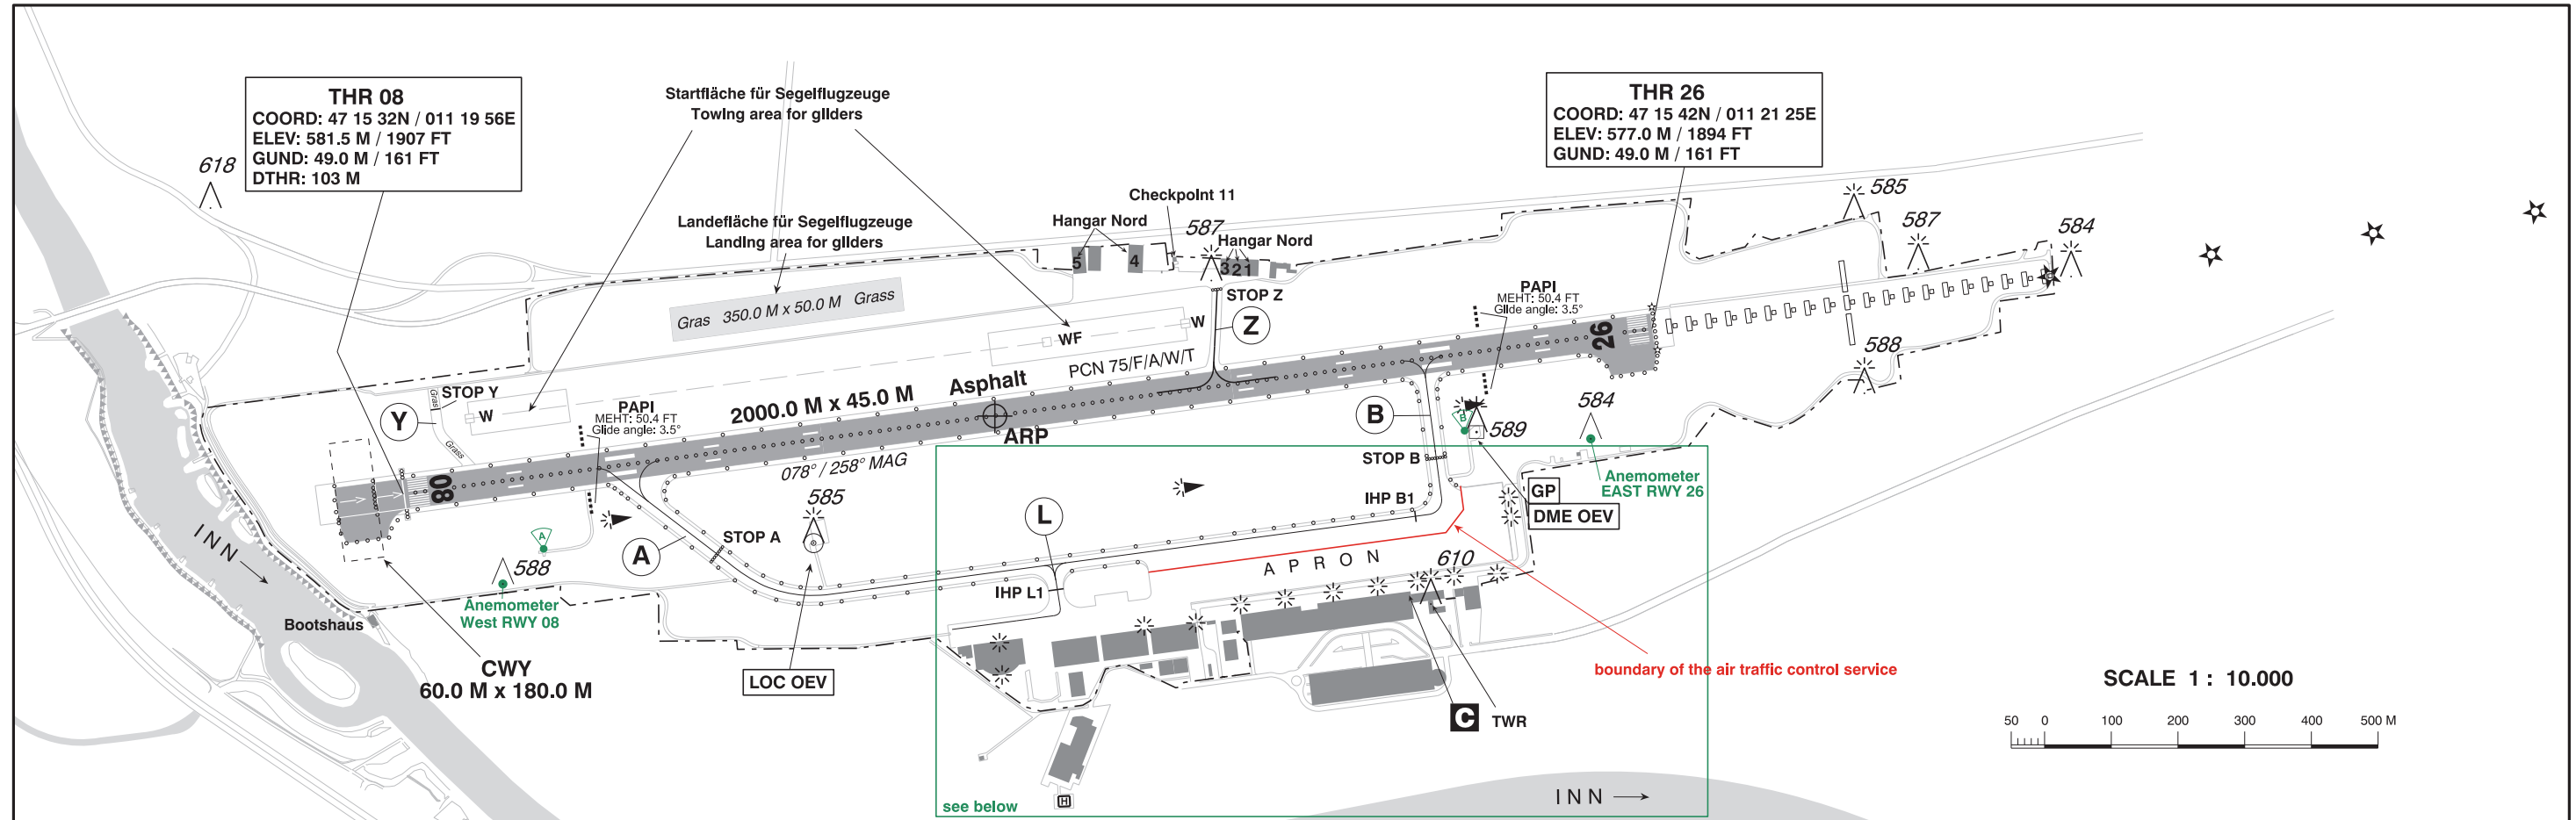 THR 08
COORD: 47 15 32N / 011 19 56E
ELEV: 581.5 M / 1907 FT
GUND: 49.0 M / 161 FT
DTHR: 103 M
618
Startfläche für Segelflugzeuge
Towing area for gliders
Landefläche für Segelflugzeuge
Landing area for gliders
Gras 350.0 M x 50.0 M Grass
THR 26
COORD: 47 15 42N / 011 21 25E
ELEV: 577.0 M / 1894 FT
GUND: 49.0 M / 161 FT
Checkpoint 11
Hangar Nord
587
Hangar Nord
5
4
3 2 1
STOP Z
Z
585
587
584
588
PAPI
MEHT: 50.4 FT
Glide angle: 3.5°
26
W
WF
PCN 75/F/A/W/T
2000.0 M x 45.0 M Asphalt
ARP
078° / 258° MAG
Gras
STOP Y
Y
W
Grass
PAPI
MEHT: 50.4 FT
Glide angle: 3.5°
08
B
B
589
584
Anemometer
EAST RWY 26
STOP B
IHP B1
GP
DME OEV
585
STOP A
A
A
L
588
Anemometer
West RWY 08
INN
Bootshaus
CWY
60.0 M x 180.0 M
LOC OEV
IHP L1
APRON
610
boundary of the air traffic control service
C
TWR
H
see below
INN
SCALE 1 : 10.000
50 0 100 200 300 400 500 M